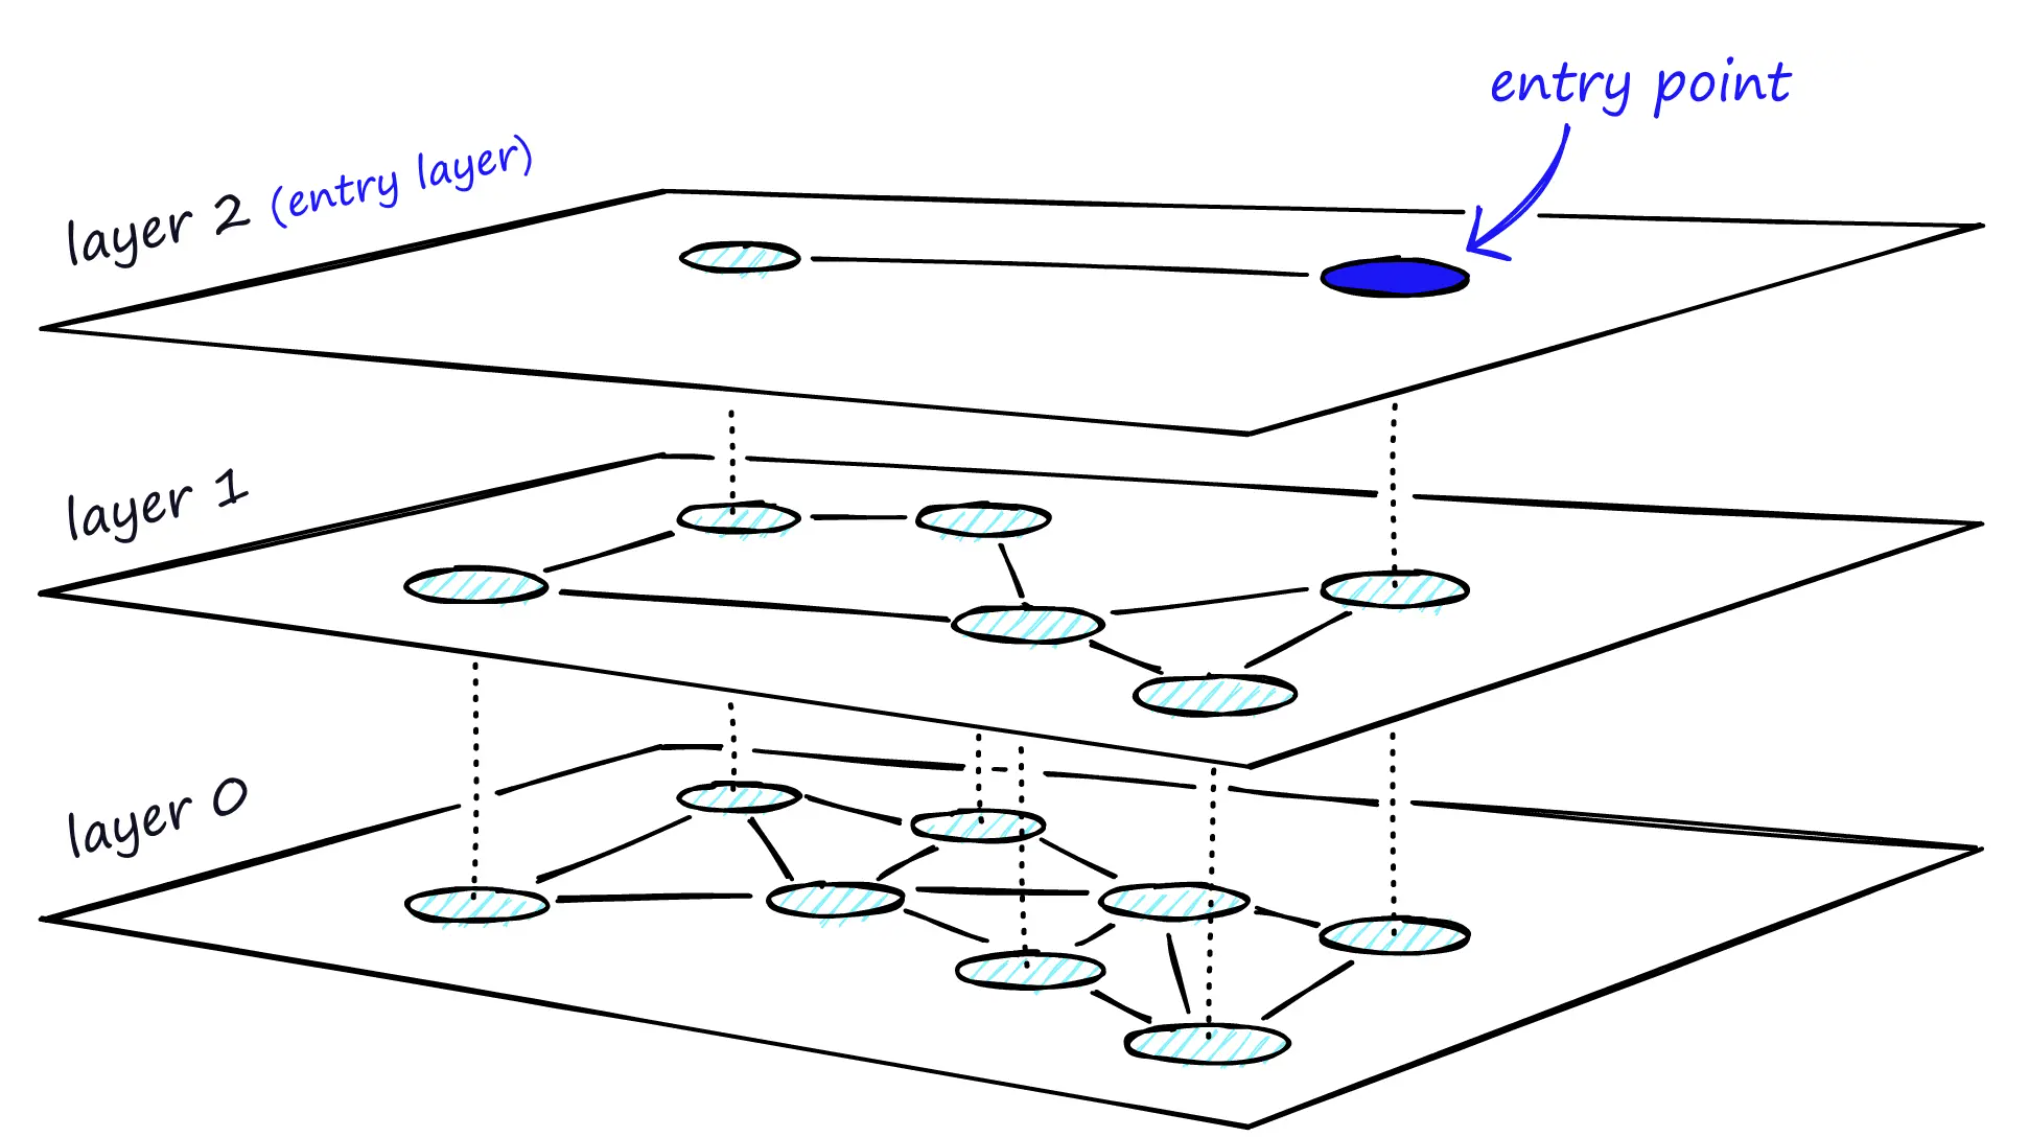 entry point
layer 2 (entry layer)
layer 1
layer 0